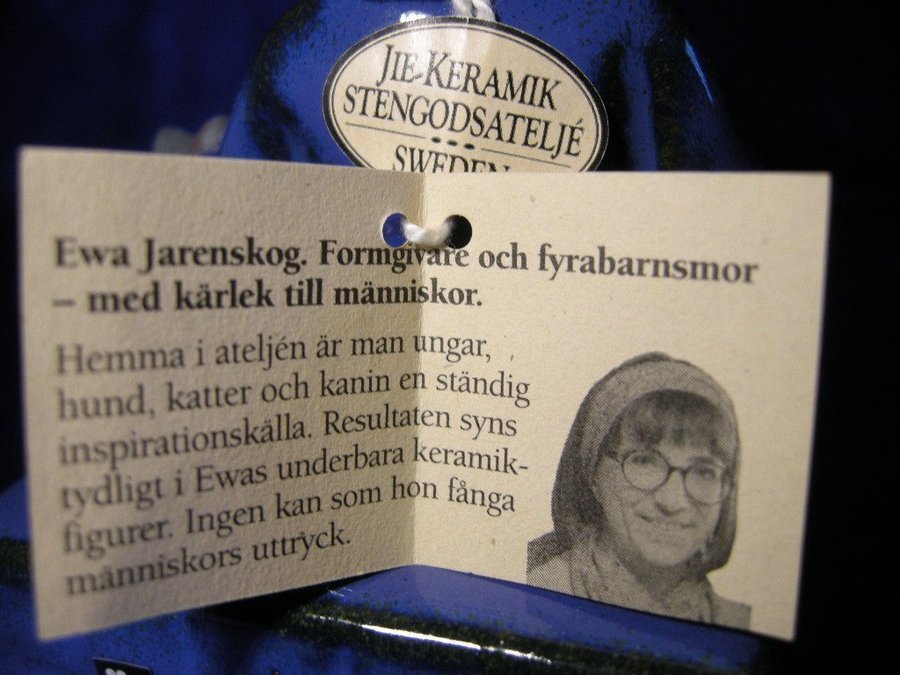 JIE-KERAMIK
STENGODSATELJÉ
SWEDEN
Ewa Jarenskog. Formgivare och fyrabarnsmor
– med kärlek till människor.
Hemma i ateljén är man ungar,
hund, katter och kanin en ständig
inspirationskälla. Resultaten syns
tydligt i Ewas underbara keramik-
figurer. Ingen kan som hon fånga
människors uttryck.